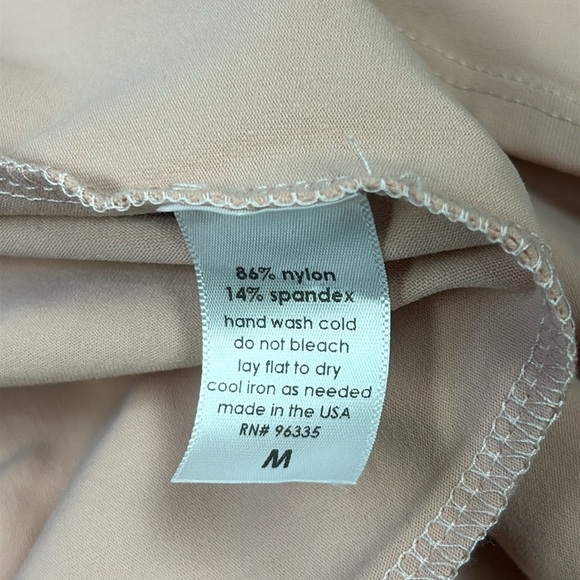 86% nylon
14% spandex
hand wash cold
do not bleach
lay flat to dry
cool iron as needed
made in the USA
RN# 96335
M